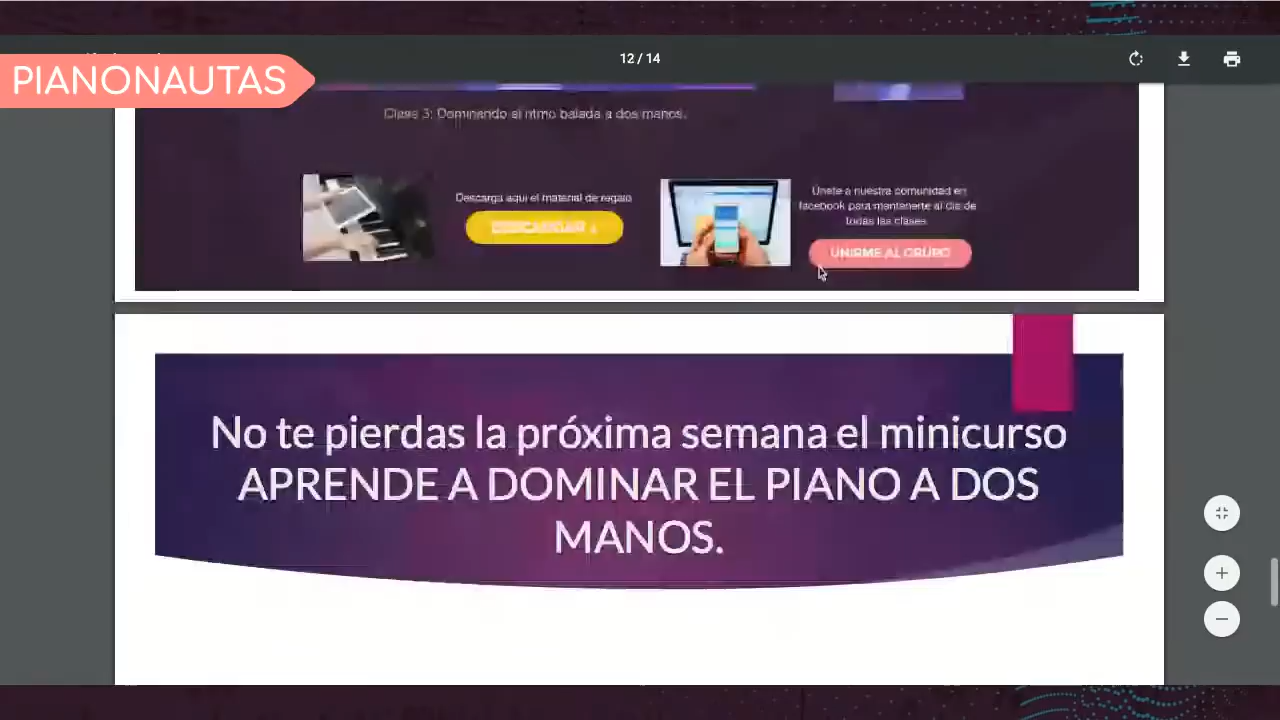 12 / 14
PIANONAUTAS
Clase 3: Dominando el ritmo balada a dos manos.
Descarga aquí el material de regalo
DESCARGAR ↓
Únete a nuestra comunidad en
facebook para mantenerte al día de
todas las clases.
UNIRME AL GRUPO
No te pierdas la próxima semana el minicurso
APRENDE A DOMINAR EL PIANO A DOS
MANOS.